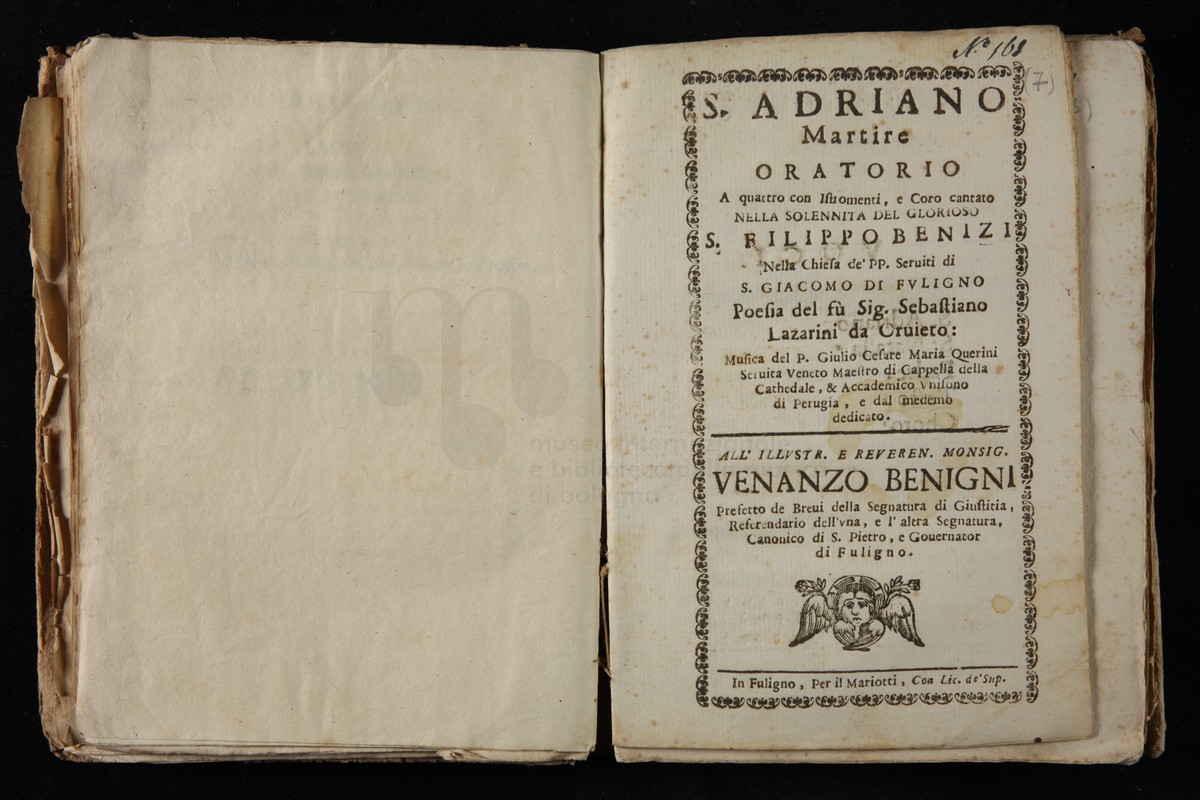 Nº 168
(7)
S. ADRIANO
Martire
ORATORIO
A quattro con Istromenti, e Coro cantato
NELLA SOLENNITA DEL GLORIOSO
S. FILIPPO BENIZI
Nella Chiesa de' PP. Seruiti di
S. GIACOMO DI FVLIGNO
Poesia del fù Sig. Sebastiano
Lazarini da Oruieto:
Musica del P. Giulio Cesare Maria Querini
Seruita Veneto Maestro di Cappella della
Cathedale, & Accademico Vnisono
di Perugia, e dal medemo
dedicato.
ALL' ILLVSTR. E REVEREN. MONSIG.
VENANZO BENIGNI
Prefetto de Breui della Segnatura di Giustitia,
Referendario dell'vna, e l'altra Segnatura,
Canonico di S. Pietro, e Gouernator
di Fuligno.
In Fuligno, Per il Mariotti, Con Lic. de' Sup.
museo internazionale
e biblioteca della musica
di bologna